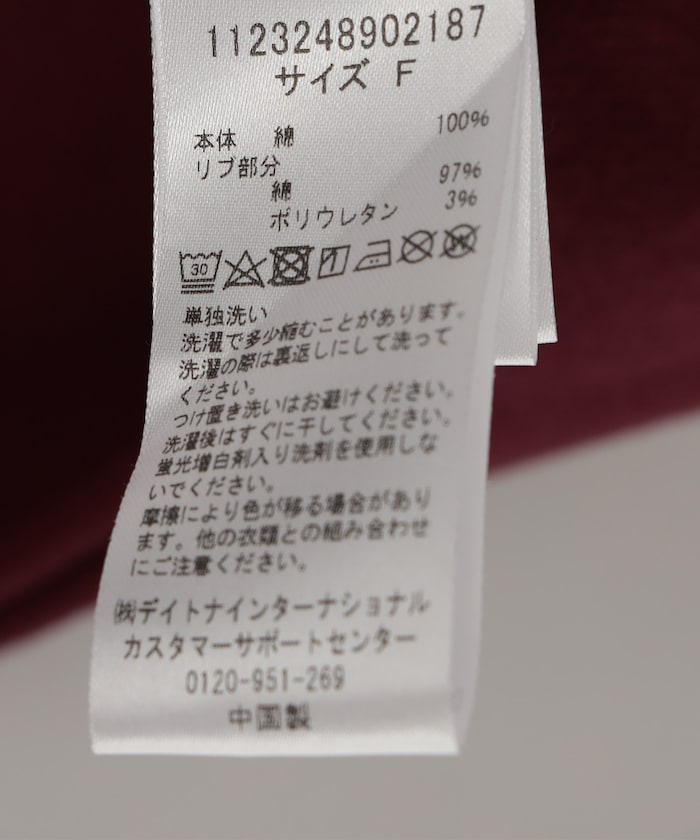 1123248902187
サイズ F
本体 綿 100%
リブ部分
綿 97%
ポリウレタン 3%
30
単独洗い
洗濯で多少縮むことがあります。
洗濯の際は裏返しにして洗って
ください。
つけ置き洗いはお避けください。
洗濯後はすぐに干してください。
蛍光増白剤入り洗剤を使用しな
いでください。
摩擦により色が移る場合があり
ます。他の衣類との組み合わせ
にご注意ください。
㈱デイトナインターナショナル
カスタマーサポートセンター
0120-951-269
中国製